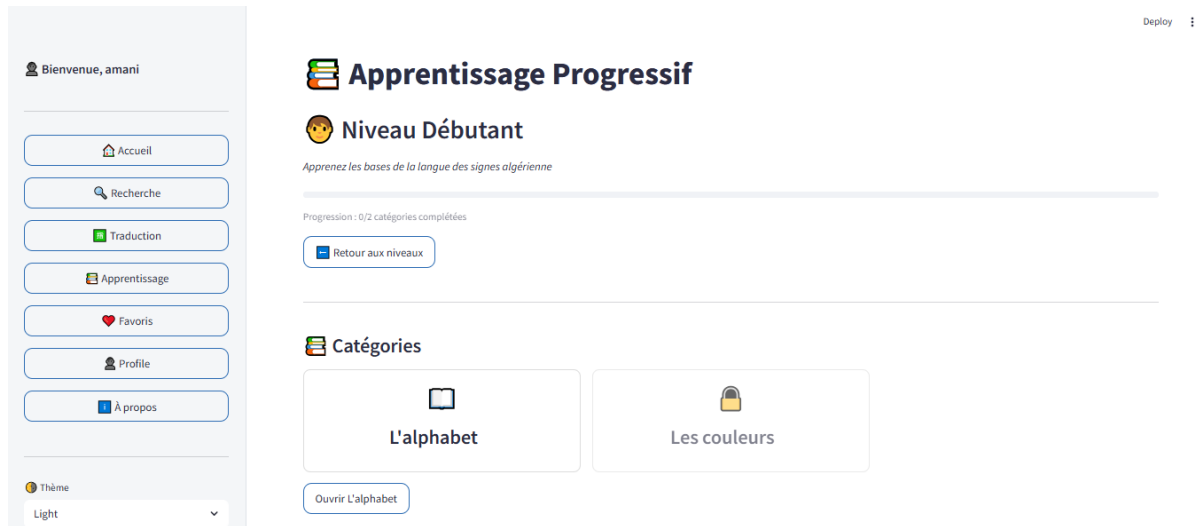 Deploy
Bienvenue, amani
Accueil
Recherche
Traduction
Apprentissage
Favoris
Profile
À propos
Thème
Light
Apprentissage Progressif
Niveau Débutant
Apprenez les bases de la langue des signes algérienne
Progression : 0/2 catégories complétées
Retour aux niveaux
Catégories
L'alphabet
Les couleurs
Ouvrir L'alphabet